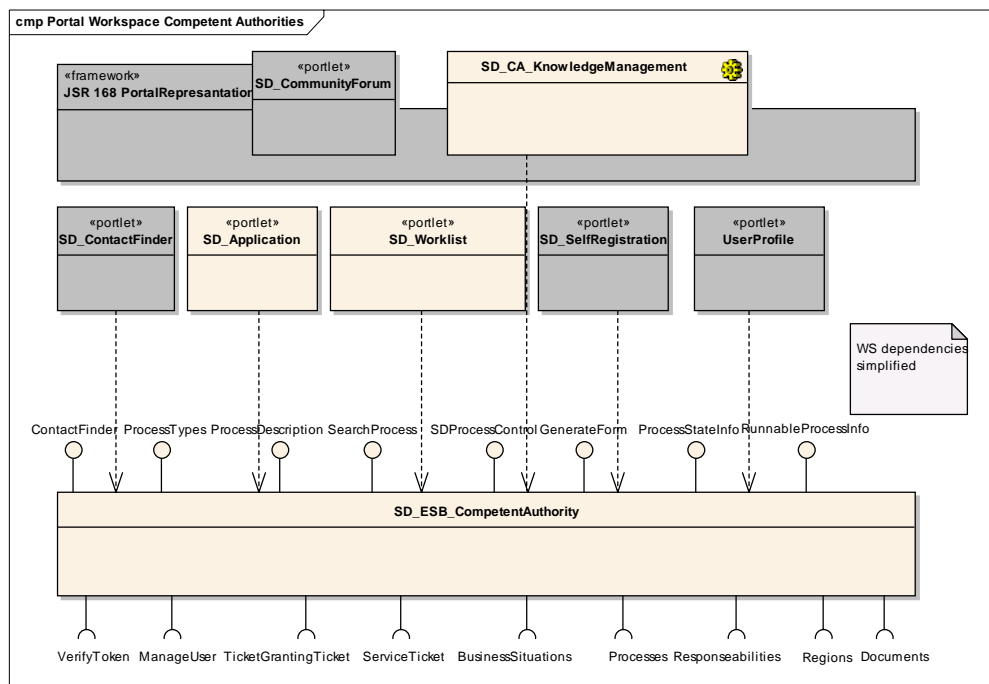 cmp Portal Workspace Competent Authorities
«framework»
JSR 168 PortalRepresantation
«portlet»
SD_CommunityForum
SD_CA_KnowledgeManagement
«portlet»
SD_ContactFinder
«portlet»
SD_Application
«portlet»
SD_Worklist
«portlet»
SD_SelfRegistration
«portlet»
UserProfile
WS dependencies
simplified
ContactFinder
ProcessTypes
ProcessDescription
SearchProcess
SDProcessControl
GenerateForm
ProcessStateInfo
RunnableProcessInfo
SD_ESB_CompetentAuthority
VerifyToken
ManageUser
TicketGrantingTicket
ServiceTicket
BusinessSituations
Processes
Responseabilities
Regions
Documents